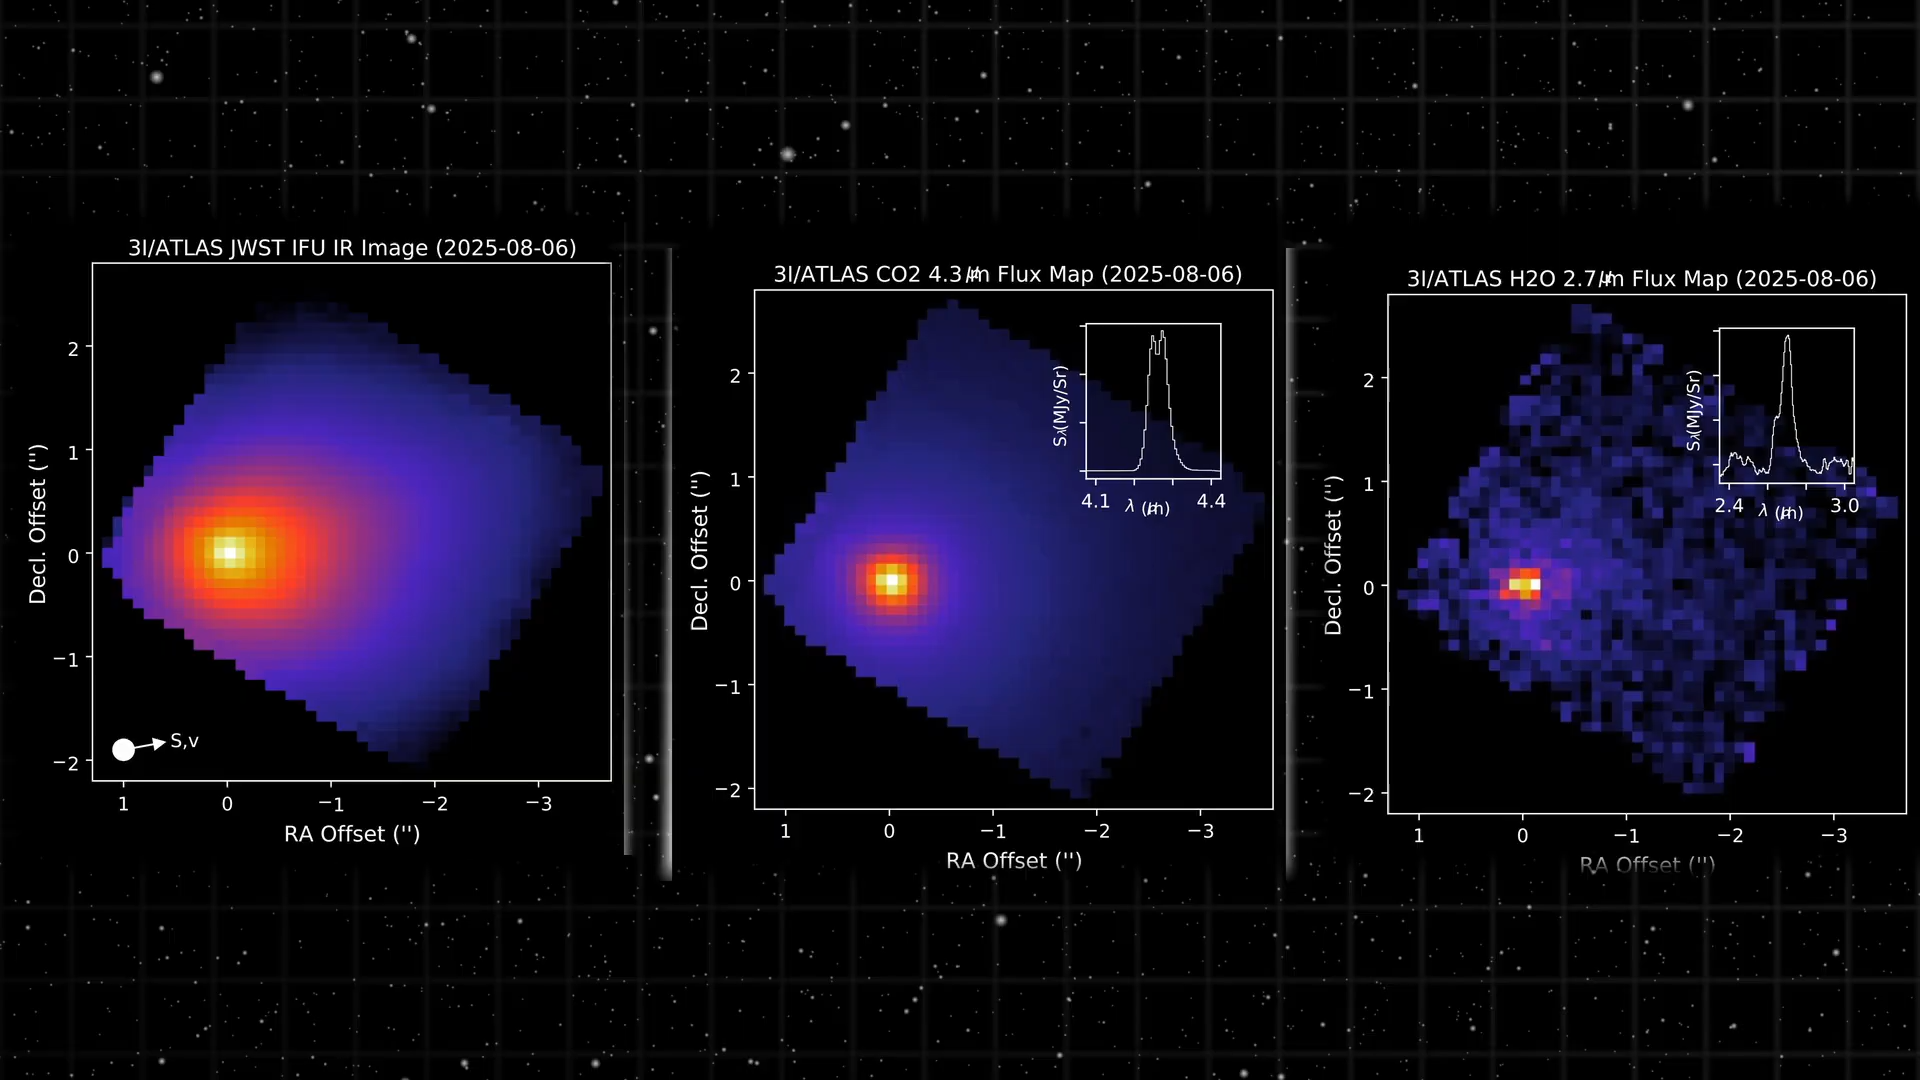 3I/ATLAS JWST IFU IR Image (2025-08-06)
Decl. Offset ('')
2
1
0
−1
−2
S,v
1
0
−1
−2
−3
RA Offset ('')
3I/ATLAS CO2 4.3μm Flux Map (2025-08-06)
Decl. Offset ('')
2
1
0
−1
−2
Sλ(MJy/Sr)
4.1
λ (μm)
4.4
1
0
−1
−2
−3
RA Offset ('')
3I/ATLAS H2O 2.7μm Flux Map (2025-08-06)
Decl. Offset ('')
2
1
0
−1
−2
Sλ(MJy/Sr)
2.4
λ (μm)
3.0
1
0
−1
−2
−3
RA Offset ('')